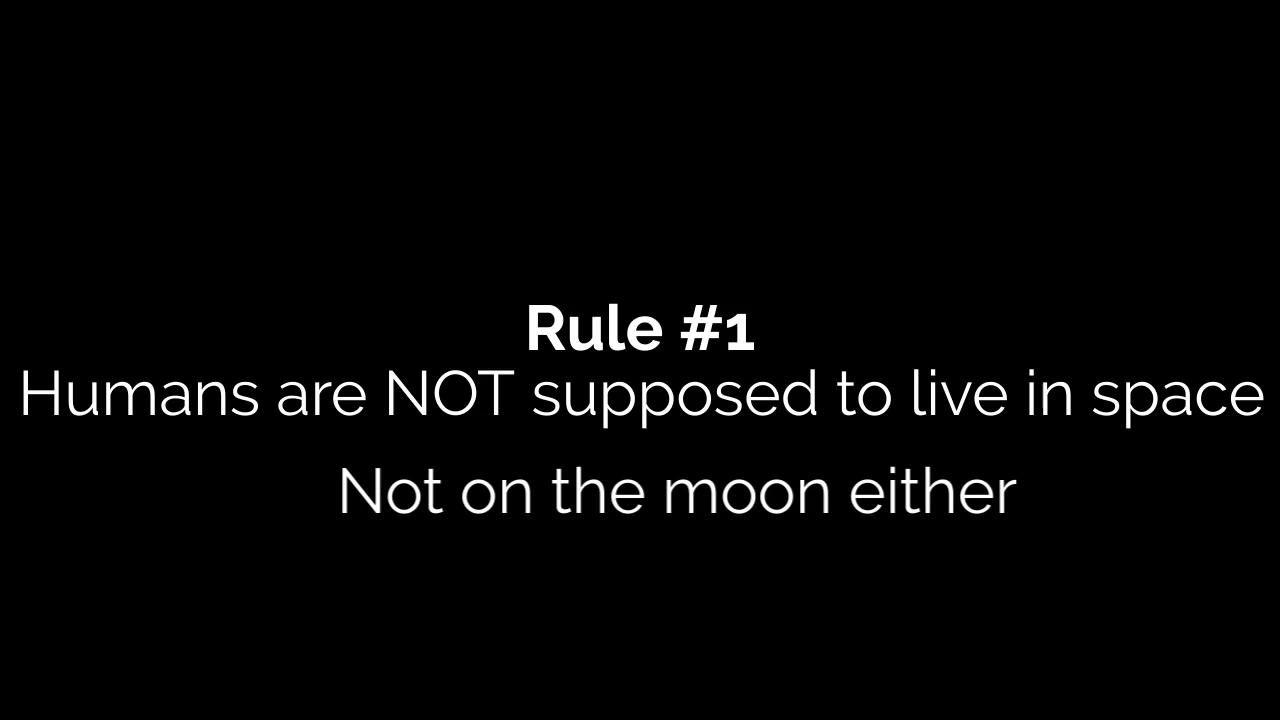 Rule #1
Humans are NOT supposed to live in space
Not on the moon either